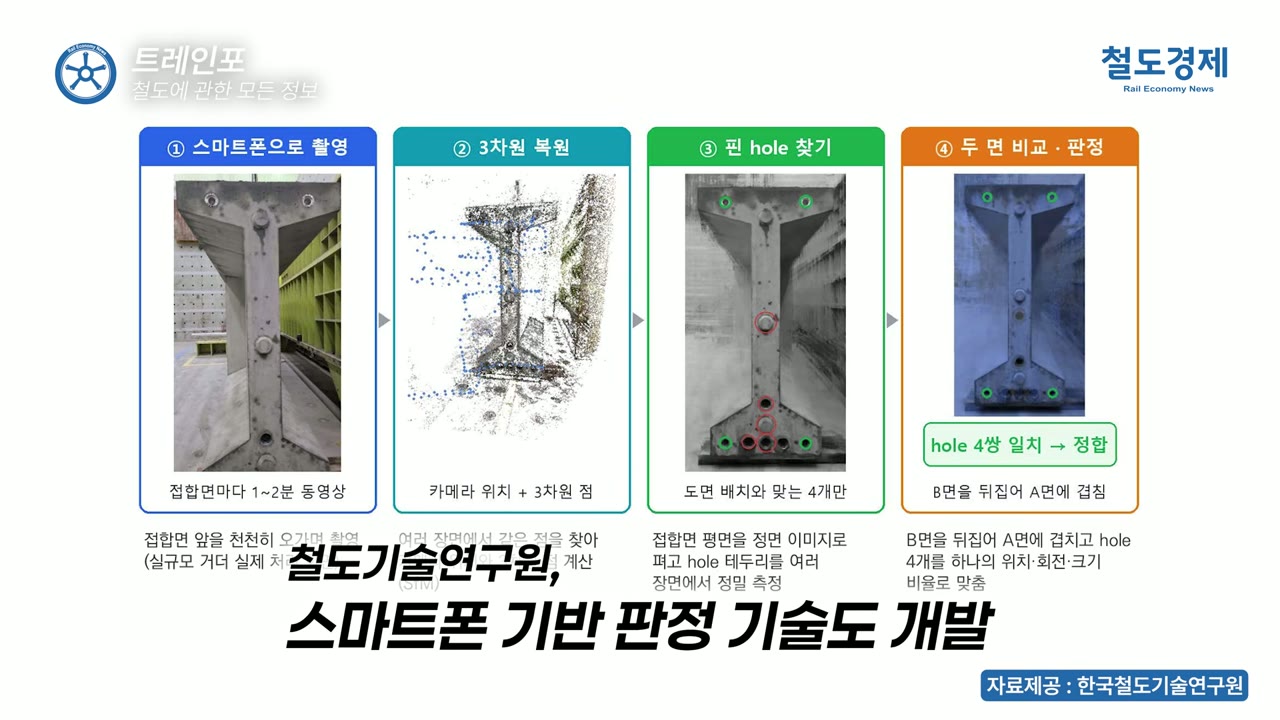 Rail Economy News
트레인포
철도에 관한 모든 정보
철도경제
Rail Economy News
① 스마트폰으로 촬영
② 3차원 복원
③ 핀 hole 찾기
④ 두 면 비교 · 판정
hole 4쌍 일치 → 정합
접합면마다 1~2분 동영상
카메라 위치 + 3차원 점
도면 배치와 맞는 4개만
B면을 뒤집어 A면에 겹침
접합면 앞을 천천히 오가며 촬영
(실규모 거더 실제
여러 장면에서 같은 점을 찾아
계산
(SfM)
접합면 평면을 정면 이미지로
펴고 hole 테두리를 여러
장면에서 정밀 측정
B면을 뒤집어 A면에 겹치고 hole
4개를 하나의 위치·회전·크기
비율로 맞춤
철도기술연구원,
스마트폰 기반 판정 기술도 개발
자료제공 : 한국철도기술연구원